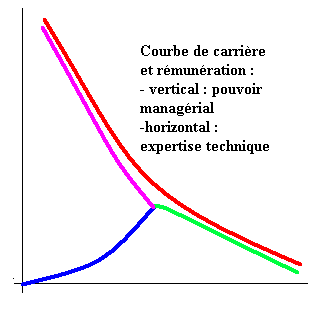 Courbe de carrière
et rémunération :
- vertical : pouvoir
managérial
-horizontal :
expertise technique